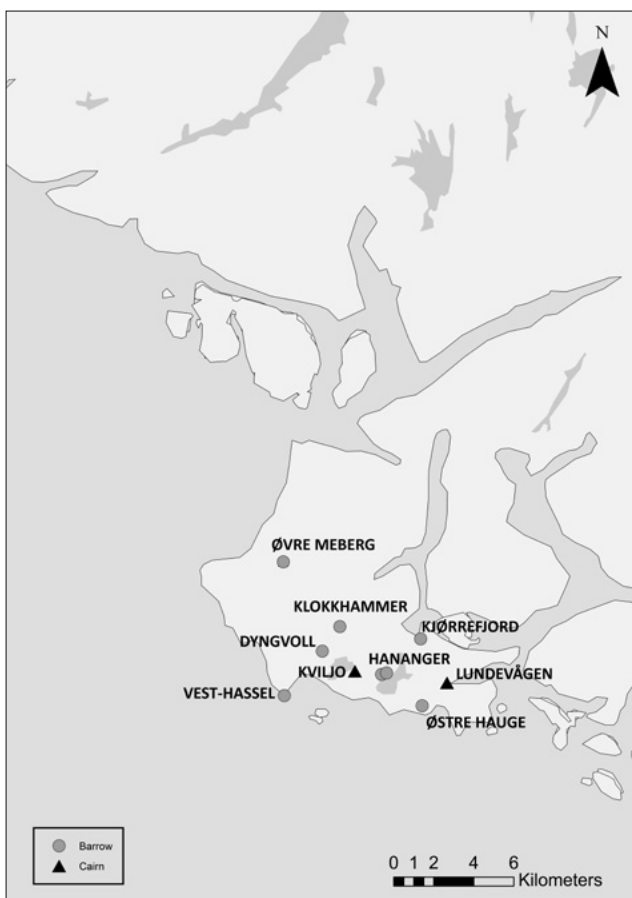 N
ØVRE MEBERG
KLOKKHAMMER
KJØRREFJORD
DYNGVOLL
HANANGER
KVILJO
LUNDEVÅGEN
VEST-HASSEL
ØSTRE HAUGE
Barrow
Cairn
0 1 2 4 6
Kilometers